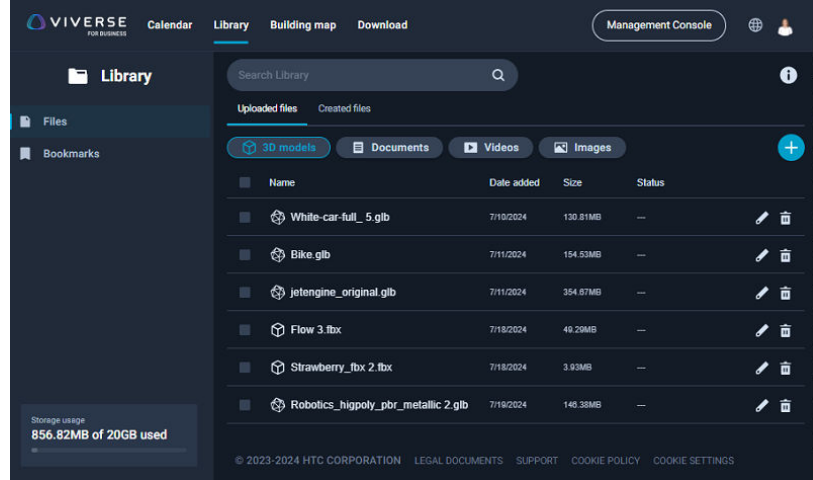 VIVERSE
FOR BUSINESS
Calendar Library Building map Download Management Console
Library
Search Library
Uploaded files Created files
Files
Bookmarks
3D models Documents Videos Images
Name Date added Size Status
White-car-full_ 5.glb 7/10/2024 130.81MB —
Bike.glb 7/11/2024 154.53MB —
jetengine_original.glb 7/11/2024 354.67MB —
Flow 3.fbx 7/18/2024 49.29MB —
Strawberry_fbx 2.fbx 7/18/2024 3.93MB —
Robotics_higpoly_pbr_metallic 2.glb 7/19/2024 146.38MB —
Storage usage
856.82MB of 20GB used
© 2023-2024 HTC CORPORATION LEGAL DOCUMENTS SUPPORT COOKIE POLICY COOKIE SETTINGS